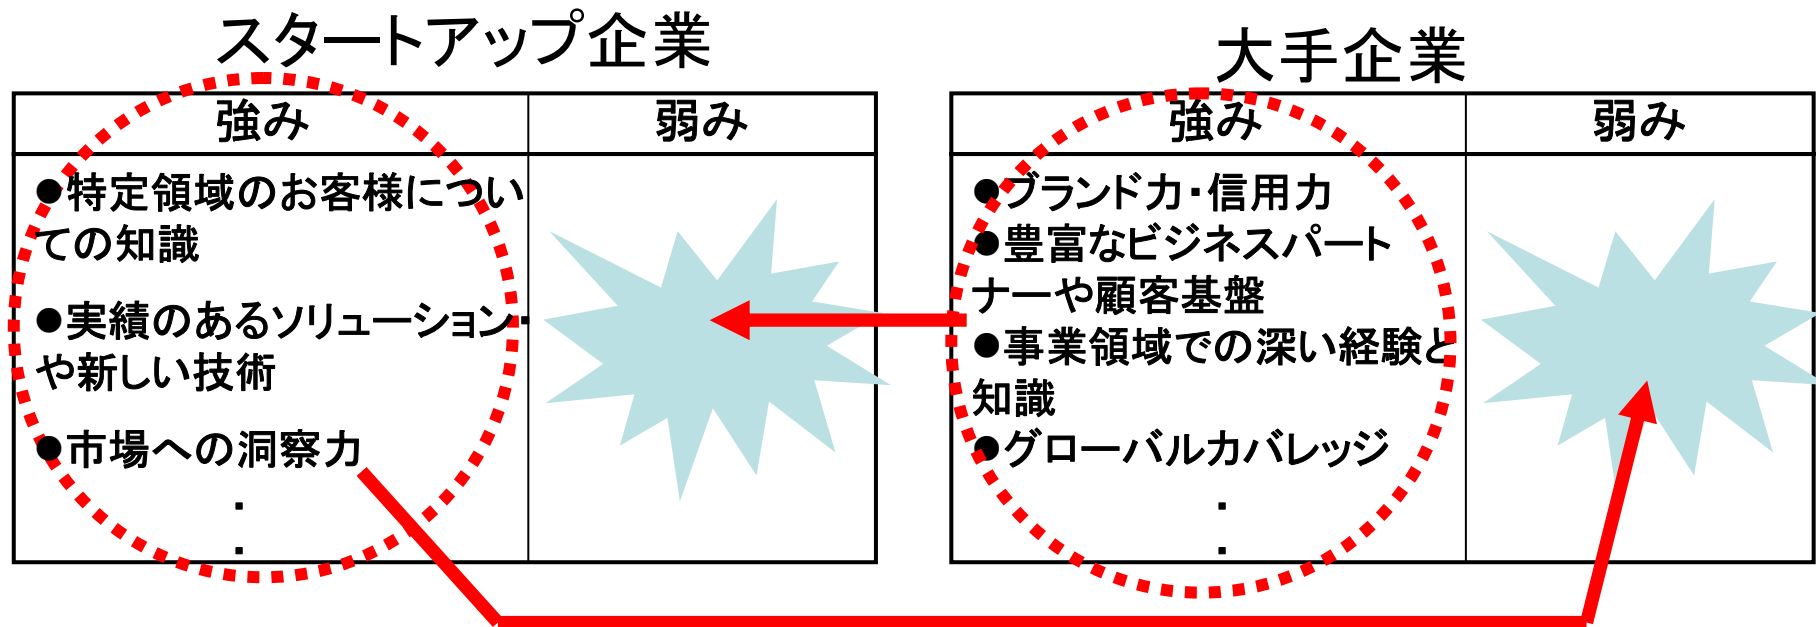 スタートアップ企業
強み
弱み
●特定領域のお客様につい
ての知識
●実績のあるソリューション・
や新しい技術
●市場への洞察力
・
・
大手企業
強み
弱み
●ブランド力・信用力
●豊富なビジネスパート
ナーや顧客基盤
●事業領域での深い経験と
知識
●グローバルカバレッジ
・
・